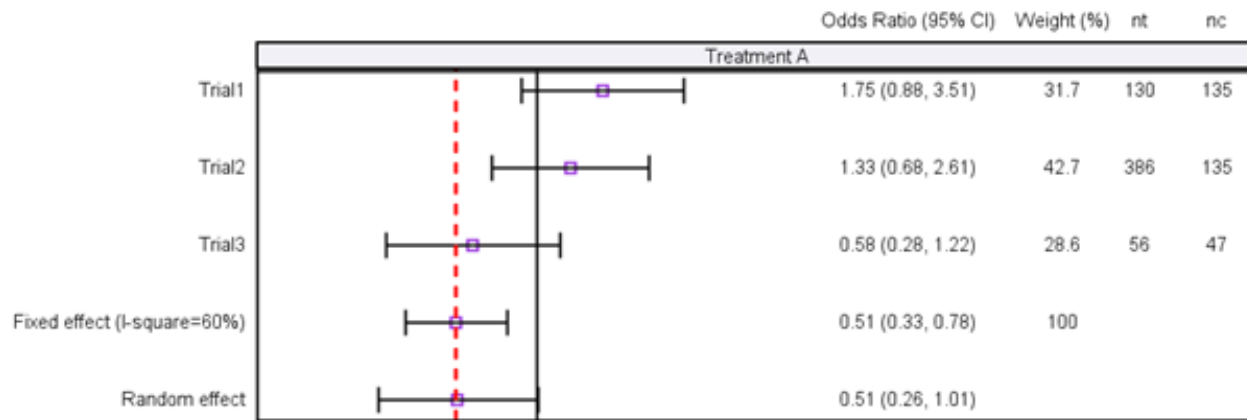 Odds Ratio (95% CI) Weight (%) nt nc
Treatment A
Trial1 1.75 (0.88, 3.51) 31.7 130 135
Trial2 1.33 (0.68, 2.61) 42.7 386 135
Trial3 0.58 (0.28, 1.22) 28.6 56 47
Fixed effect (I-square=60%) 0.51 (0.33, 0.78) 100
Random effect 0.51 (0.26, 1.01)